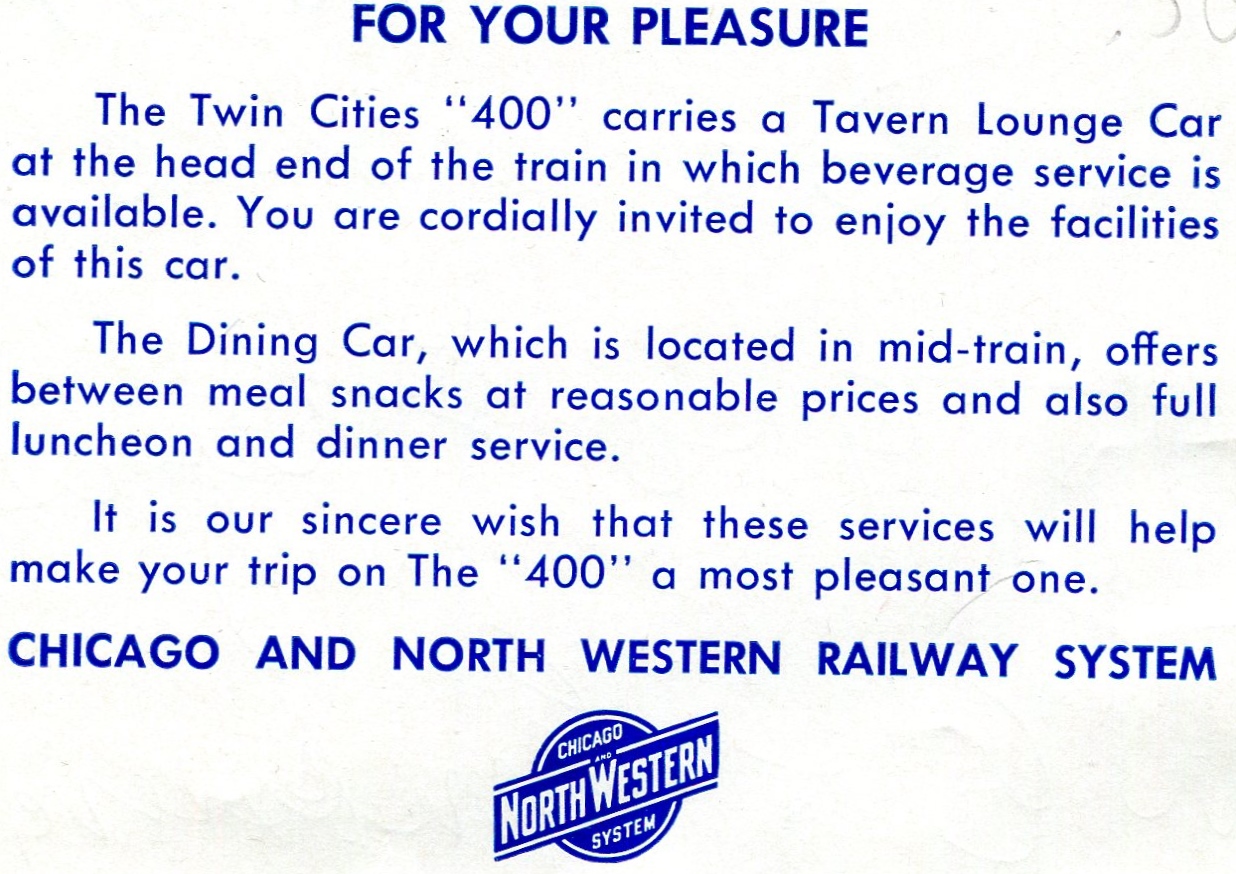 FOR YOUR PLEASURE
The Twin Cities "400" carries a Tavern Lounge Car
at the head end of the train in which beverage service is
available. You are cordially invited to enjoy the facilities
of this car.
The Dining Car, which is located in mid-train, offers
between meal snacks at reasonable prices and also full
luncheon and dinner service.
It is our sincere wish that these services will help
make your trip on The "400" a most pleasant one.
CHICAGO AND NORTH WESTERN RAILWAY SYSTEM
CHICAGO
AND
NORTH WESTERN
SYSTEM